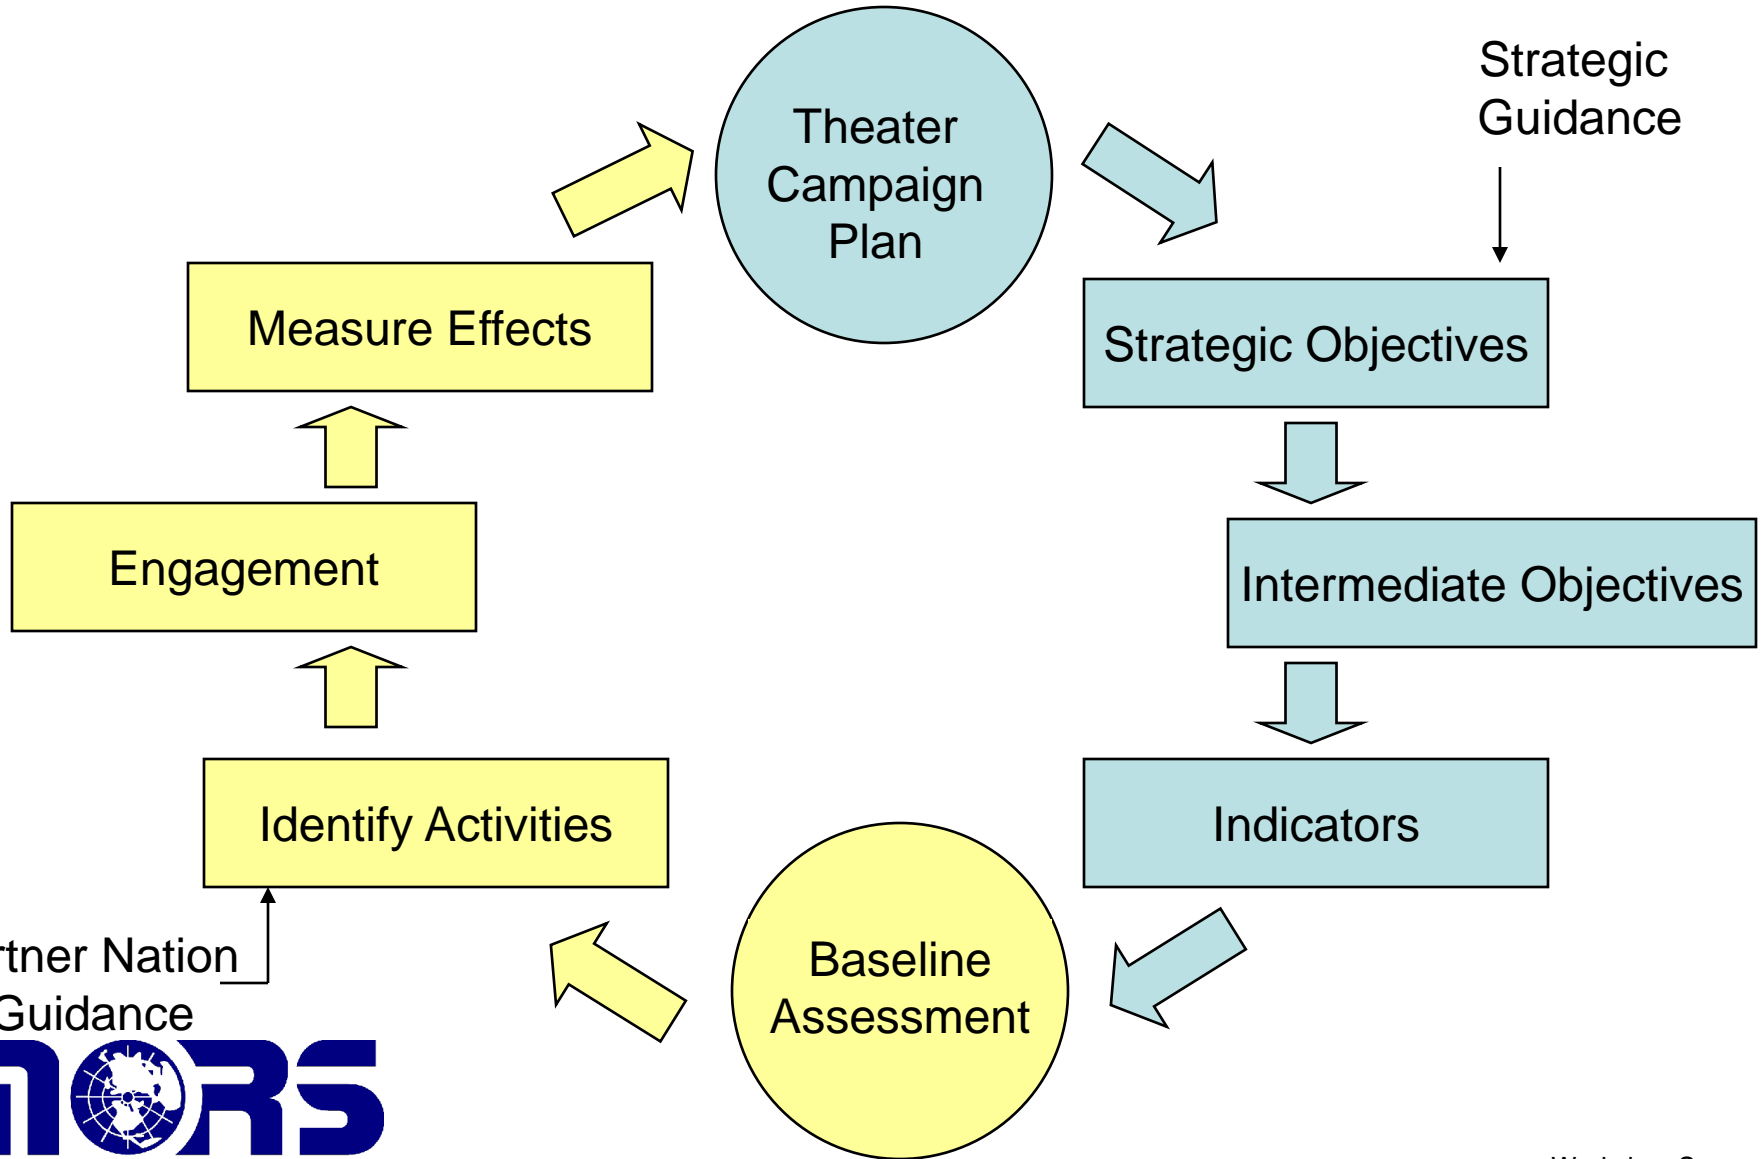 Theater
Campaign
Plan
Strategic
Guidance
Strategic Objectives
Intermediate Objectives
Indicators
Baseline
Assessment
Identify Activities
Engagement
Measure Effects
rtner Nation
Guidance
MORS